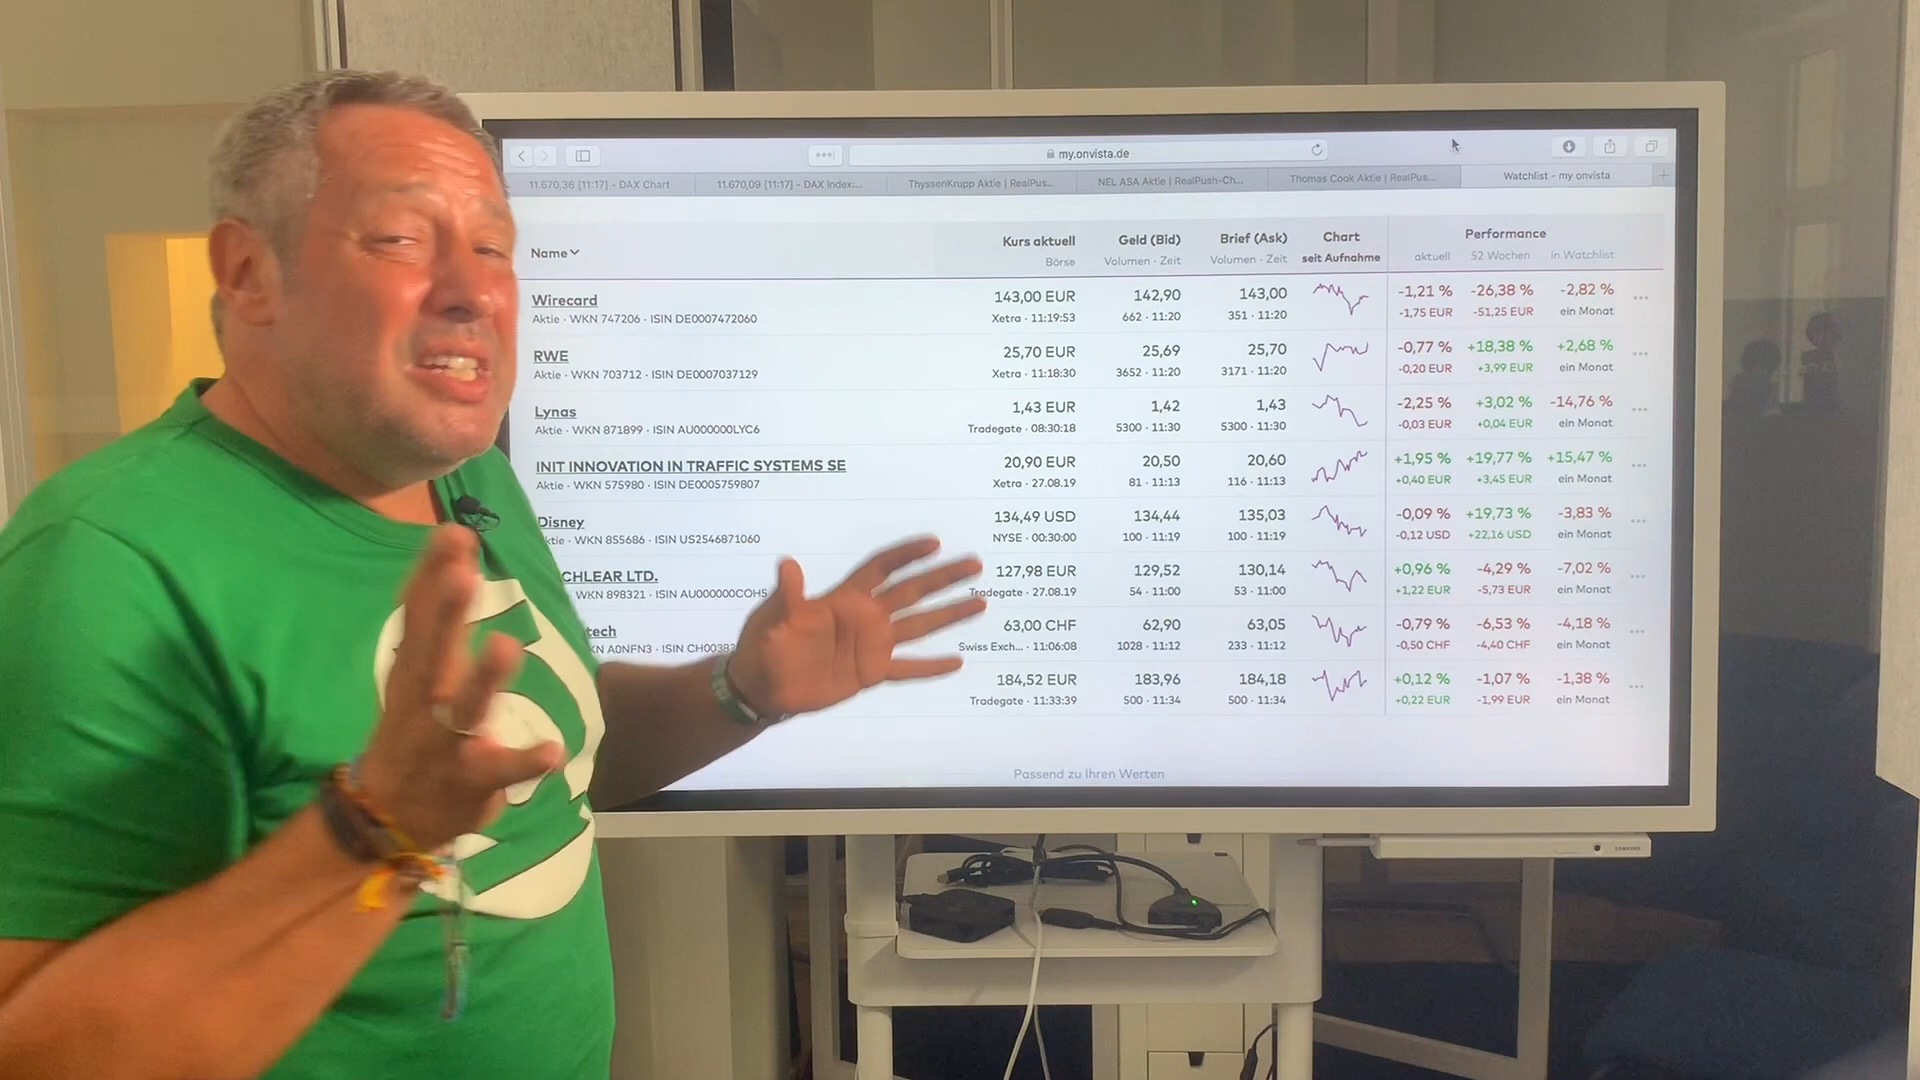 my.onvista.de
11.670,36 [11:17] - DAX Chart
11.670,09 [11:17] - DAX Index:...
ThyssenKrupp Aktie | RealPus...
NEL ASA Aktie | RealPush-Ch...
Thomas Cook Aktie | RealPus...
Watchlist - my onvista
Name
Kurs aktuell
Börse
Geld (Bid)
Volumen - Zeit
Brief (Ask)
Volumen - Zeit
Chart
seit Aufnahme
Performance
aktuell 52 Wochen in Watchlist
Wirecard 143,00 EUR 142,90 143,00 -1,21 % -26,38 % -2,82 %
Aktie - WKN 747206 - ISIN DE0007472060 Xetra - 11:19:53 662 - 11:20 351 - 11:20 -1,75 EUR -51,25 EUR ein Monat
RWE 25,70 EUR 25,69 25,70 -0,77 % +18,38 % +2,68 %
Aktie - WKN 703712 - ISIN DE0007037129 Xetra - 11:18:30 3652 - 11:20 3171 - 11:20 -0,20 EUR +3,99 EUR ein Monat
Lynas 1,43 EUR 1,42 1,43 -2,25 % +3,02 % -14,76 %
Aktie - WKN 871899 - ISIN AU000000LYC6 Tradegate - 08:30:18 5300 - 11:30 5300 - 11:30 -0,03 EUR +0,04 EUR ein Monat
INIT INNOVATION IN TRAFFIC SYSTEMS SE 20,90 EUR 20,50 20,60 +1,95 % +19,77 % +15,47 %
Aktie - WKN 575980 - ISIN DE0005759807 Xetra - 27.08.19 81 - 11:13 116 - 11:13 +0,40 EUR +3,45 EUR ein Monat
Disney 134,49 USD 134,44 135,03 -0,09 % +19,73 % -3,83 %
ktie - WKN 855686 - ISIN US2546871060 NYSE - 00:30:00 100 - 11:19 100 - 11:19 -0,12 USD +22,16 USD ein Monat
CHLEAR LTD. 127,98 EUR 129,52 130,14 +0,96 % -4,29 % -7,02 %
WKN 898321 - ISIN AU000000COH5 Tradegate - 27.08.19 54 - 11:00 53 - 11:00 +1,22 EUR -5,73 EUR ein Monat
tech 63,00 CHF 62,90 63,05 -0,79 % -6,53 % -4,18 %
KN A0NFN3 - ISIN CH00383 Swiss Exch... - 11:06:08 1028 - 11:12 233 - 11:12 -0,50 CHF -4,40 CHF ein Monat
184,52 EUR 183,96 184,18 +0,12 % -1,07 % -1,38 %
Tradegate - 11:33:39 500 - 11:34 500 - 11:34 +0,22 EUR -1,99 EUR ein Monat
Passend zu Ihren Werten